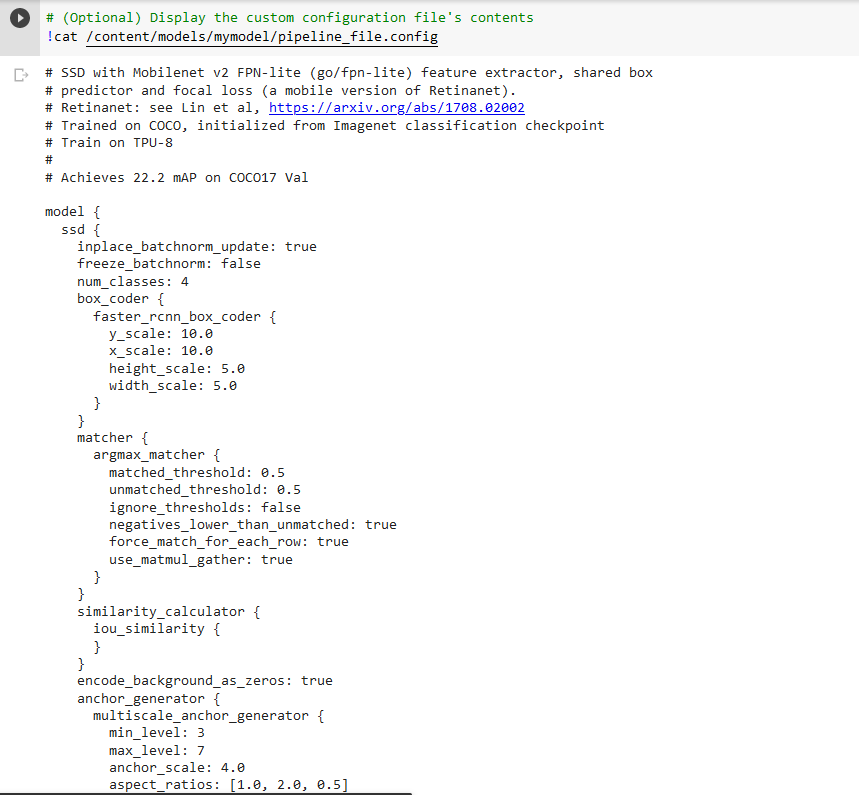 # (Optional) Display the custom configuration file's contents
!cat /content/models/mymodel/pipeline_file.config
# SSD with Mobilenet v2 FPN-lite (go/fpn-lite) feature extractor, shared box
# predictor and focal loss (a mobile version of Retinanet).
# Retinanet: see Lin et al, https://arxiv.org/abs/1708.02002
# Trained on COCO, initialized from Imagenet classification checkpoint
# Train on TPU-8
#
# Achieves 22.2 mAP on COCO17 Val

model {
  ssd {
    inplace_batchnorm_update: true
    freeze_batchnorm: false
    num_classes: 4
    box_coder {
      faster_rcnn_box_coder {
        y_scale: 10.0
        x_scale: 10.0
        height_scale: 5.0
        width_scale: 5.0
      }
    }
    matcher {
      argmax_matcher {
        matched_threshold: 0.5
        unmatched_threshold: 0.5
        ignore_thresholds: false
        negatives_lower_than_unmatched: true
        force_match_for_each_row: true
        use_matmul_gather: true
      }
    }
    similarity_calculator {
      iou_similarity {
      }
    }
    encode_background_as_zeros: true
    anchor_generator {
      multiscale_anchor_generator {
        min_level: 3
        max_level: 7
        anchor_scale: 4.0
        aspect_ratios: [1.0, 2.0, 0.5]